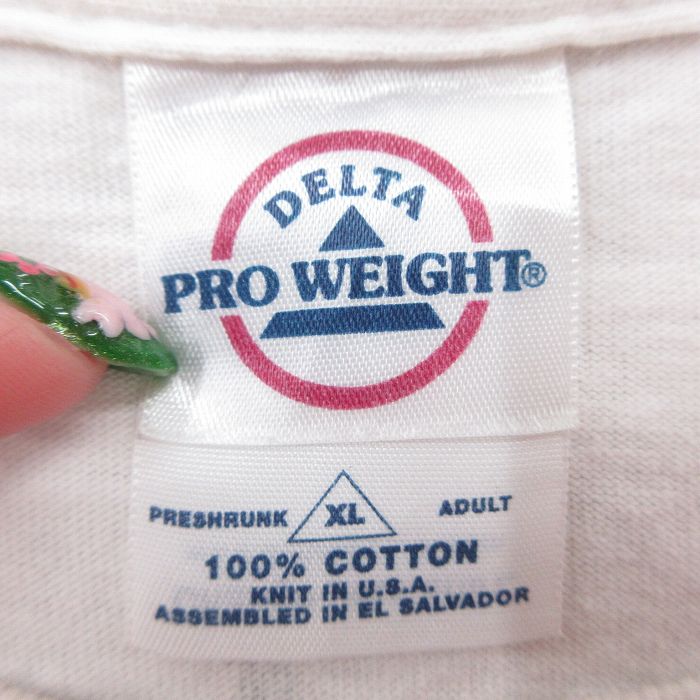 DELTA
PRO WEIGHT®
PRESHRUNK XL ADULT
100% COTTON
KNIT IN U.S.A.
ASSEMBLED IN EL SALVADOR